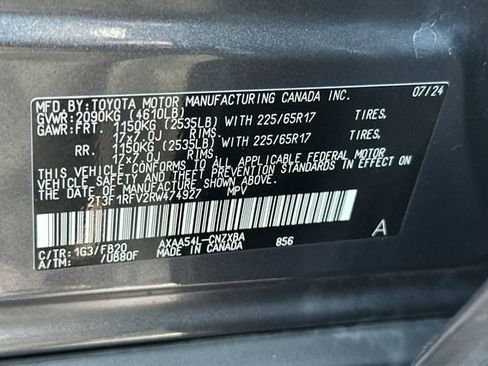 MFD.BY:TOYOTA MOTOR MANUFACTURING CANADA INC. 07/24
GVWR:2090KG (4610LB)
GAWR:FRT. 1150KG (2535LB) WITH 225/65R17 TIRES,
17x7.0J RIMS.
RR. 1150KG (2535LB) WITH 225/65R17 TIRES,
17x7.0J RIMS.
THIS VEHICLE CONFORMS TO ALL APPLICABLE FEDERAL MOTOR
VEHICLE SAFETY AND THEFT PREVENTION STANDARDS IN EFFECT ON
THE DATE OF MANUFACTURE SHOWN ABOVE.
2T3F1RFV2RW474927 MPV
C/TR:1G3/FB20 AXAA54L-CNZXBA 856 A
A/TM: /UB80F MADE IN CANADA